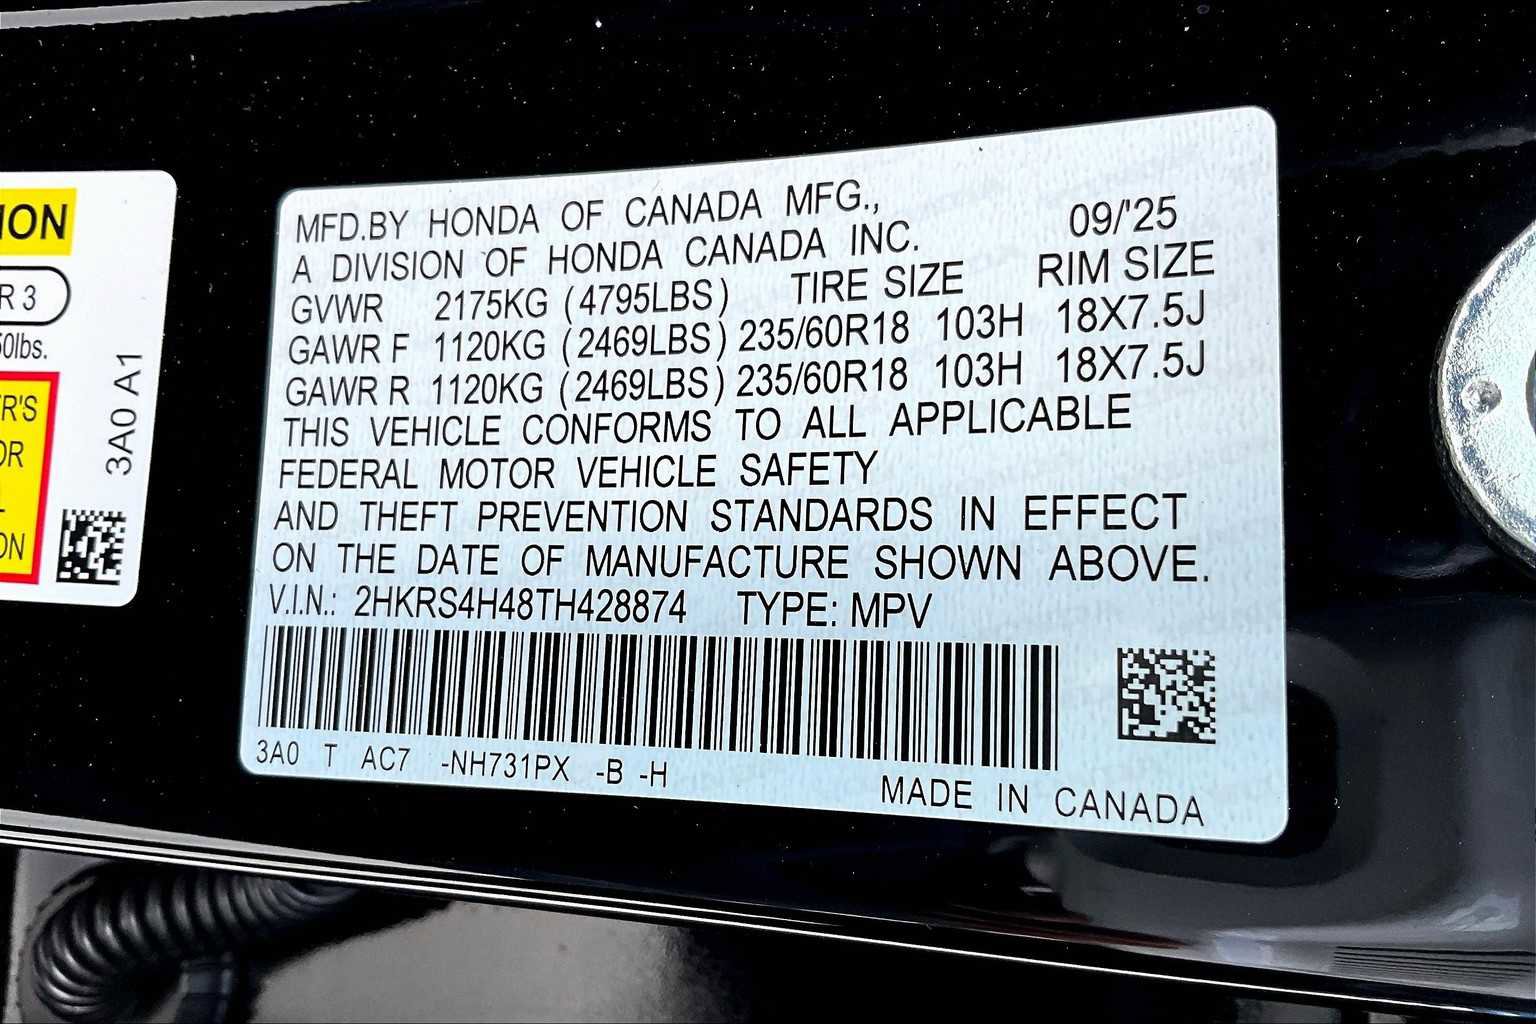 ION
R 3
50lbs.
R'S
OR
ON
3A0 A1
MFD.BY HONDA OF CANADA MFG., 09/'25
A DIVISION OF HONDA CANADA INC.
GVWR 2175KG (4795LBS) TIRE SIZE RIM SIZE
GAWR F 1120KG (2469LBS) 235/60R18 103H 18X7.5J
GAWR R 1120KG (2469LBS) 235/60R18 103H 18X7.5J
THIS VEHICLE CONFORMS TO ALL APPLICABLE
FEDERAL MOTOR VEHICLE SAFETY
AND THEFT PREVENTION STANDARDS IN EFFECT
ON THE DATE OF MANUFACTURE SHOWN ABOVE.
V.I.N.: 2HKRS4H48TH428874 TYPE: MPV
3A0 T AC7 -NH731PX -B -H
MADE IN CANADA